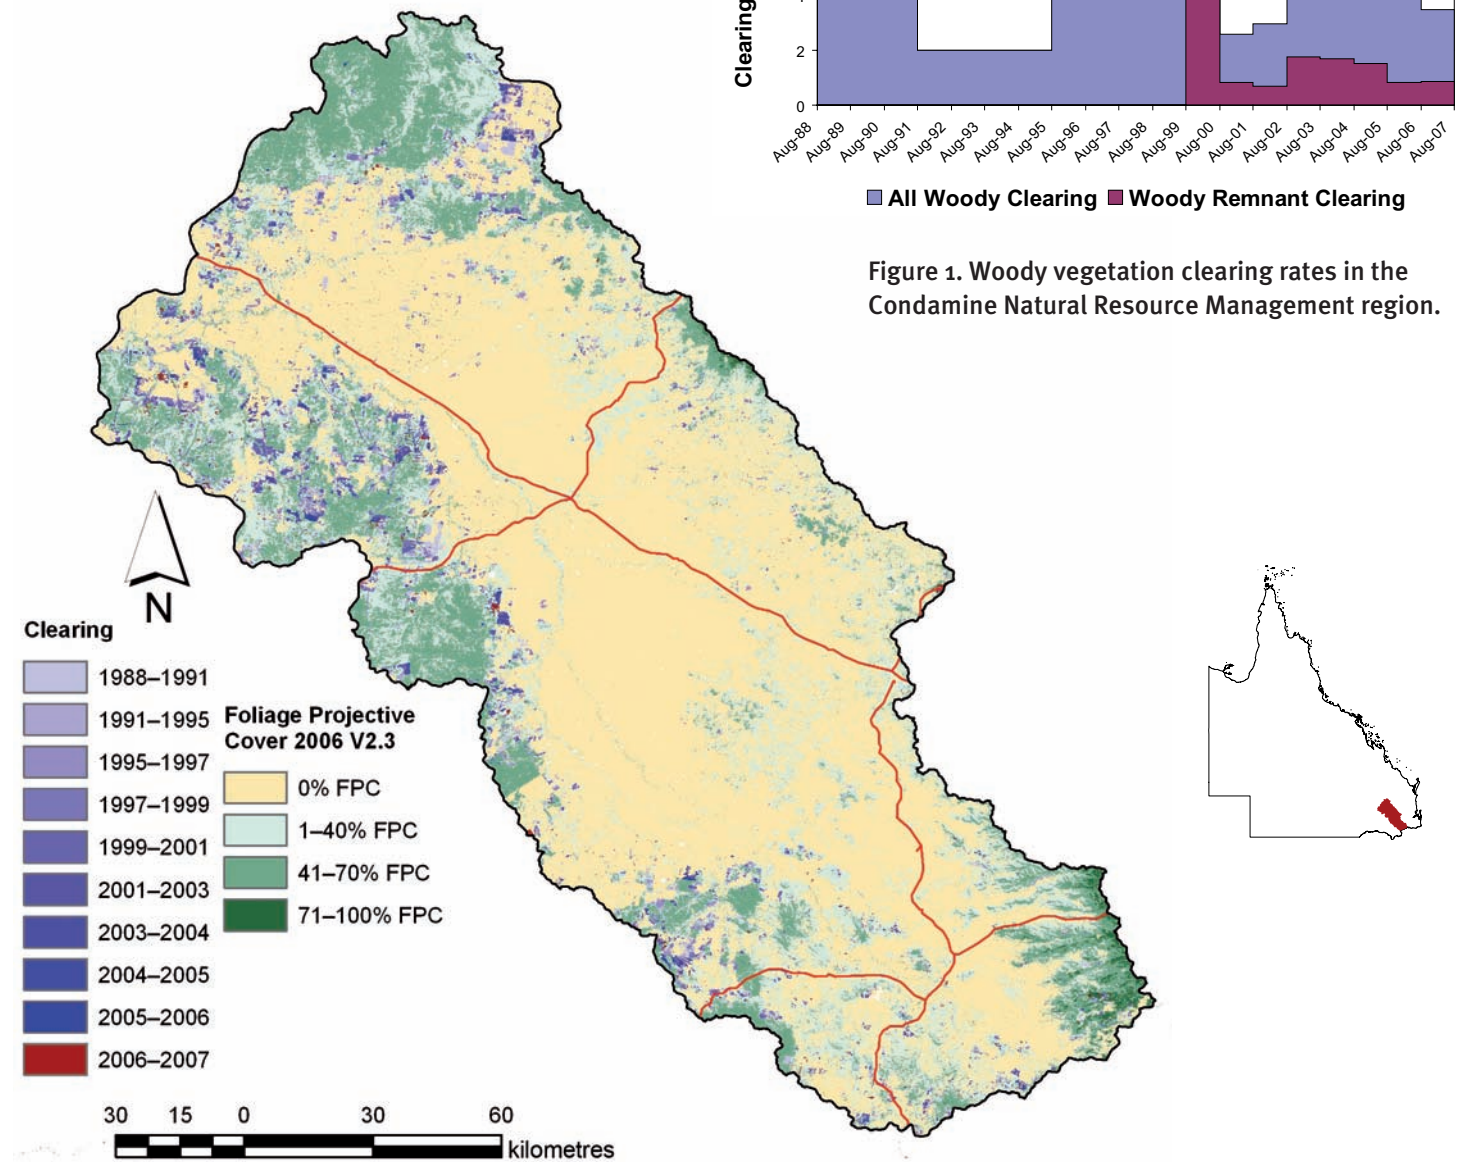 Clearing
2
0
Aug-88
Aug-89
Aug-90
Aug-91
Aug-92
Aug-93
Aug-94
Aug-95
Aug-96
Aug-97
Aug-98
Aug-99
Aug-00
Aug-01
Aug-02
Aug-03
Aug-04
Aug-05
Aug-06
Aug-07
All Woody Clearing Woody Remnant Clearing
Figure 1. Woody vegetation clearing rates in the
Condamine Natural Resource Management region.
N
Clearing
1988–1991
1991–1995
1995–1997
1997–1999
1999–2001
2001–2003
2003–2004
2004–2005
2005–2006
2006–2007
Foliage Projective
Cover 2006 V2.3
0% FPC
1–40% FPC
41–70% FPC
71–100% FPC
30 15 0 30 60
kilometres